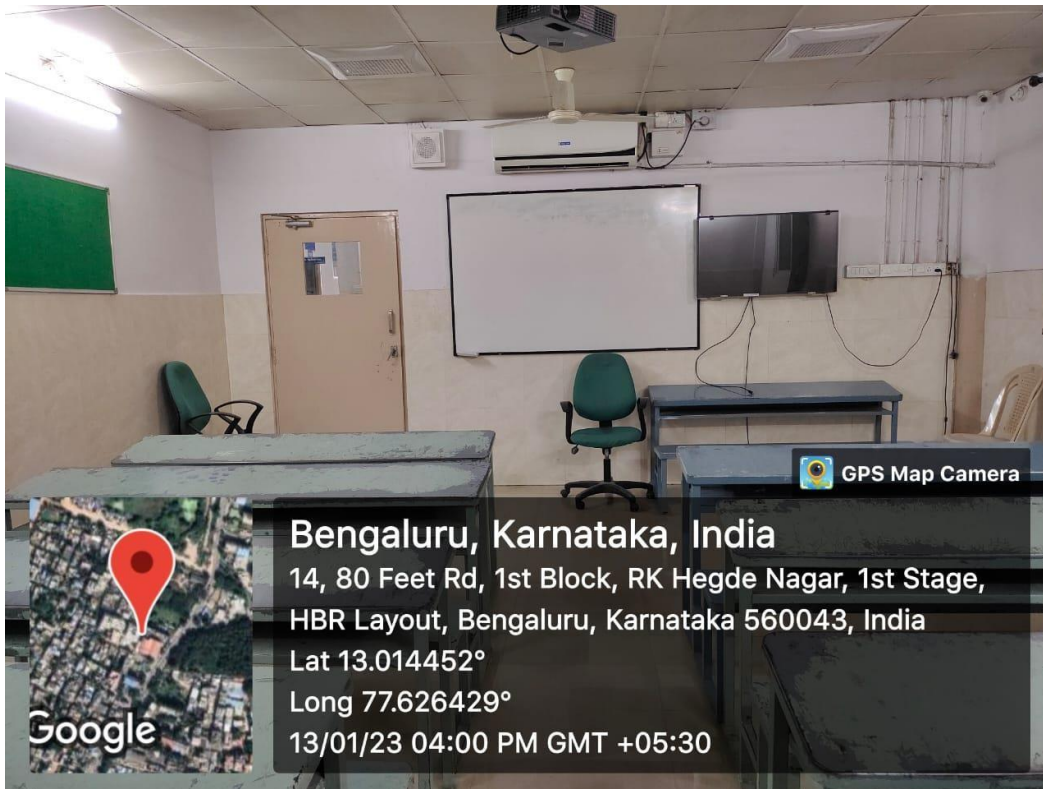 GPS Map Camera
Bengaluru, Karnataka, India
14, 80 Feet Rd, 1st Block, RK Hegde Nagar, 1st Stage,
HBR Layout, Bengaluru, Karnataka 560043, India
Lat 13.014452°
Long 77.626429°
13/01/23 04:00 PM GMT +05:30
Google